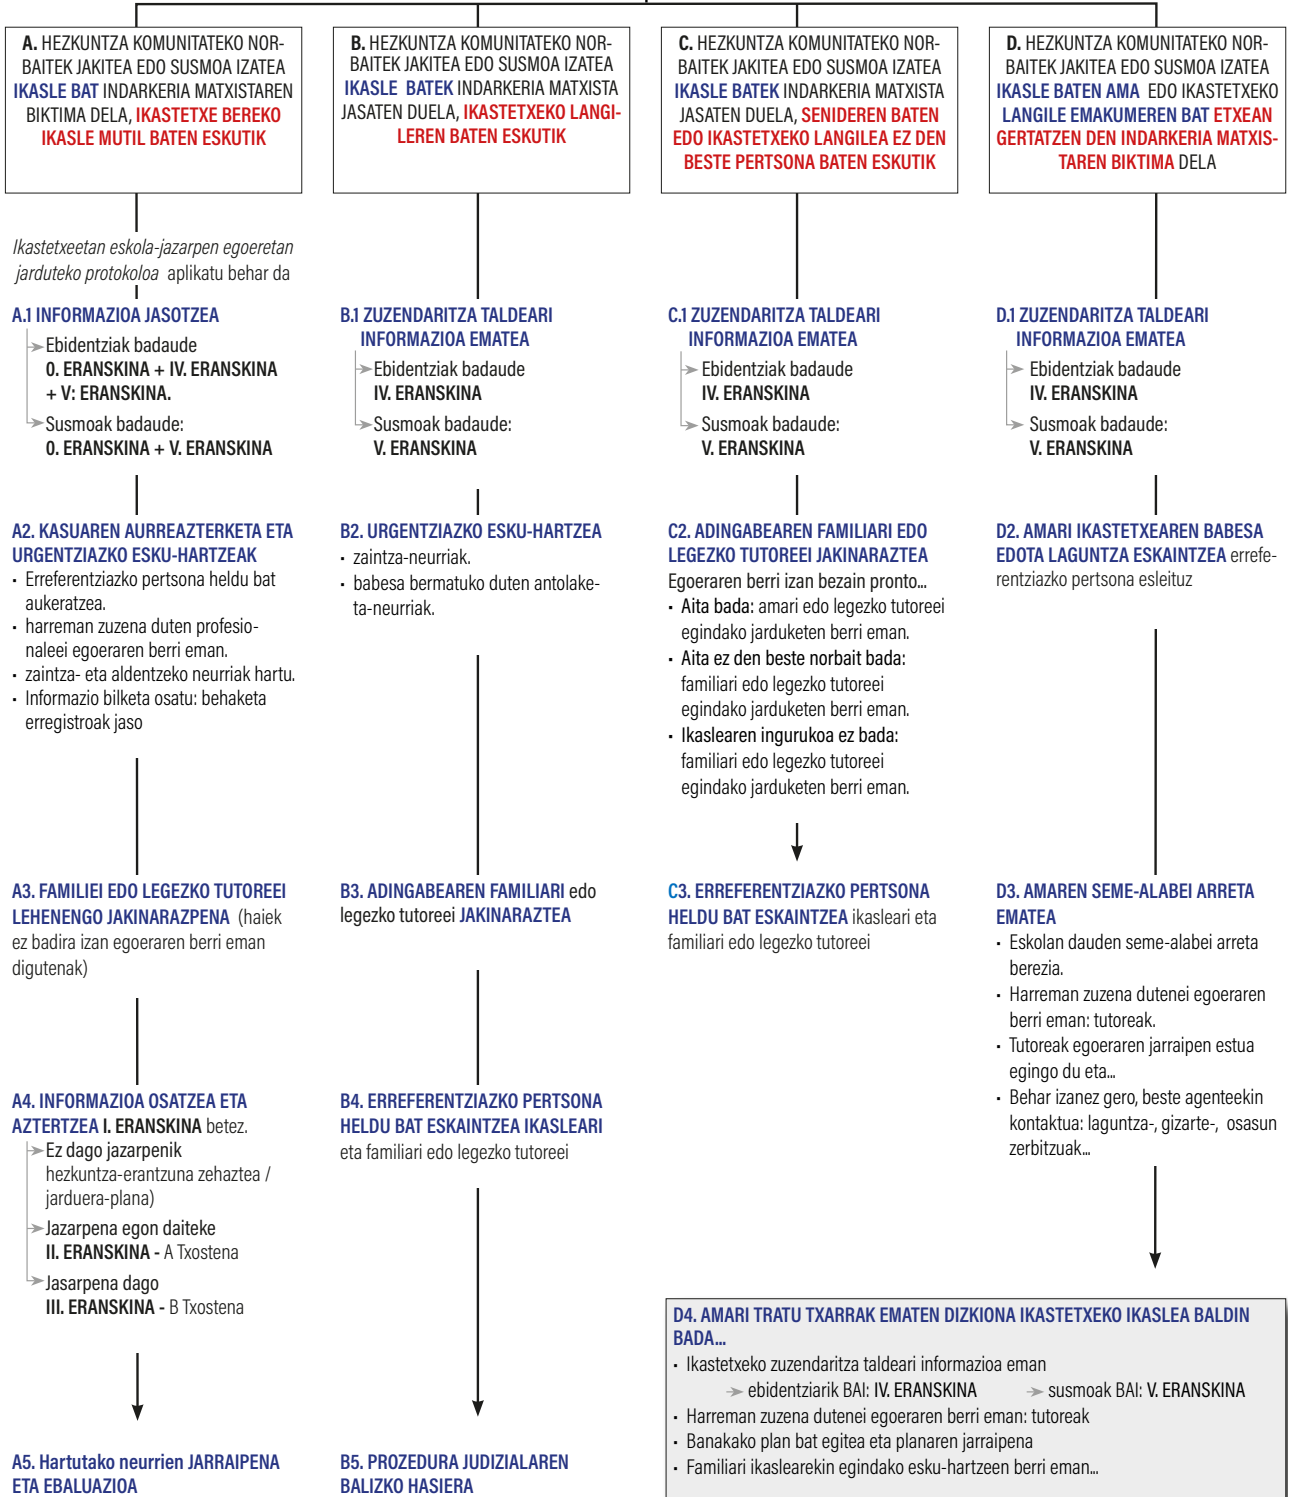 A. HEZKUNTZA KOMUNITATEKO NOR-
BAITEK JAKITEA EDO SUSMOA IZATEA
IKASLE BAT INDARKERIA MATXISTAREN
BIKTIMA DELA, IKASTETXE BEREKO
IKASLE MUTIL BATEN ESKUTIK
Ikastetxeetan eskola-jazarpen egoeretan
jarduteko protokoloa aplikatu behar da
A.1 INFORMAZIOA JASOTZEA
Ebidentziak badaude
0. ERANSKINA + IV. ERANSKINA
+ V: ERANSKINA.
Susmoak badaude:
0. ERANSKINA + V. ERANSKINA
A2. KASUAREN AURREAZTERKETA ETA
URGENTZIAZKO ESKU-HARTZEAK
• Erreferentziazko pertsona heldu bat
aukeratzea.
• harreman zuzena duten profesio-
naleei egoeraren berri eman.
• zaintza- eta aldentzeko neurriak hartu.
• Informazio bilketa osatu: behaketa
erregistroak jaso
A3. FAMILIEI EDO LEGEZKO TUTOREEI
LEHENENGO JAKINARAZPENA (haiek
ez badira izan egoeraren berri eman
digutenak)
A4. INFORMAZIOA OSATZEA ETA
AZTERTZEA I. ERANSKINA betez.
Ez dago jazarpenik
hezkuntza-erantzuna zehaztea /
jarduera-plana)
Jazarpena egon daiteke
II. ERANSKINA - A Txostena
Jasarpena dago
III. ERANSKINA - B Txostena
A5. Hartutako neurrien JARRAIPENA
ETA EBALUAZIOA
B. HEZKUNTZA KOMUNITATEKO NOR-
BAITEK JAKITEA EDO SUSMOA IZATEA
IKASLE BATEK INDARKERIA MATXISTA
JASATEN DUELA, IKASTETXEKO LANGI-
LEREN BATEN ESKUTIK
B.1 ZUZENDARITZA TALDEARI
INFORMAZIOA EMATEA
Ebidentziak badaude
IV. ERANSKINA
Susmoak badaude:
V. ERANSKINA
B2. URGENTZIAZKO ESKU-HARTZEA
• zaintza-neurriak.
• babesa bermatuko duten antolake-
ta-neurriak.
B3. ADINGABEAREN FAMILIARI edo
legezko tutoreei JAKINARAZTEA
B4. ERREFERENTZIAZKO PERTSONA
HELDU BAT ESKAINTZEA IKASLEARI
eta familiari edo legezko tutoreei
B5. PROZEDURA JUDIZIALAREN
BALIZKO HASIERA
C. HEZKUNTZA KOMUNITATEKO NOR-
BAITEK JAKITEA EDO SUSMOA IZATEA
IKASLE BATEK INDARKERIA MATXISTA
JASATEN DUELA, SENIDEREN BATEN
EDO IKASTETXEKO LANGILEA EZ DEN
BESTE PERTSONA BATEN ESKUTIK
C.1 ZUZENDARITZA TALDEARI
INFORMAZIOA EMATEA
Ebidentziak badaude
IV. ERANSKINA
Susmoak badaude:
V. ERANSKINA
C2. ADINGABEAREN FAMILIARI EDO
LEGEZKO TUTOREEI JAKINARAZTEA
Egoeraren berri izan bezain pronto...
• Aita bada: amari edo legezko tutoreei
egindako jarduketen berri eman.
• Aita ez den beste norbait bada:
familiari edo legezko tutoreei
egindako jarduketen berri eman.
• Ikaslearen ingurukoa ez bada:
familiari edo legezko tutoreei
egindako jarduketen berri eman.
C3. ERREFERENTZIAZKO PERTSONA
HELDU BAT ESKAINTZEA ikasleari eta
familiari edo legezko tutoreei
D. HEZKUNTZA KOMUNITATEKO NOR-
BAITEK JAKITEA EDO SUSMOA IZATEA
IKASLE BATEN AMA EDO IKASTETXEKO
LANGILE EMAKUMEREN BAT ETXEAN
GERTATZEN DEN INDARKERIA MATXIS-
TAREN BIKTIMA DELA
D.1 ZUZENDARITZA TALDEARI
INFORMAZIOA EMATEA
Ebidentziak badaude
IV. ERANSKINA
Susmoak badaude:
V. ERANSKINA
D2. AMARI IKASTETXEAREN BABESA
EDOTA LAGUNTZA ESKAINTZEA errefe-
rentziazko pertsona esleituz
D3. AMAREN SEME-ALABEI ARRETA
EMATEA
• Eskolan dauden seme-alabei arreta
berezia.
• Harreman zuzena dutenei egoeraren
berri eman: tutoreak.
• Tutoreak egoeraren jarraipen estua
egingo du eta...
• Behar izanez gero, beste agenteekin
kontaktua: laguntza-, gizarte-, osasun
zerbitzuak...
D4. AMARI TRATU TXARRAK EMATEN DIZKIONA IKASTETXEKO IKASLEA BALDIN
BADA...
• Ikastetxeko zuzendaritza taldeari informazioa eman
ebidentziarik BAI: IV. ERANSKINA susmoak BAI: V. ERANSKINA
• Harreman zuzena dutenei egoeraren berri eman: tutoreak
• Banakako plan bat egitea eta planaren jarraipena
• Familiari ikaslearekin egindako esku-hartzeen berri eman...